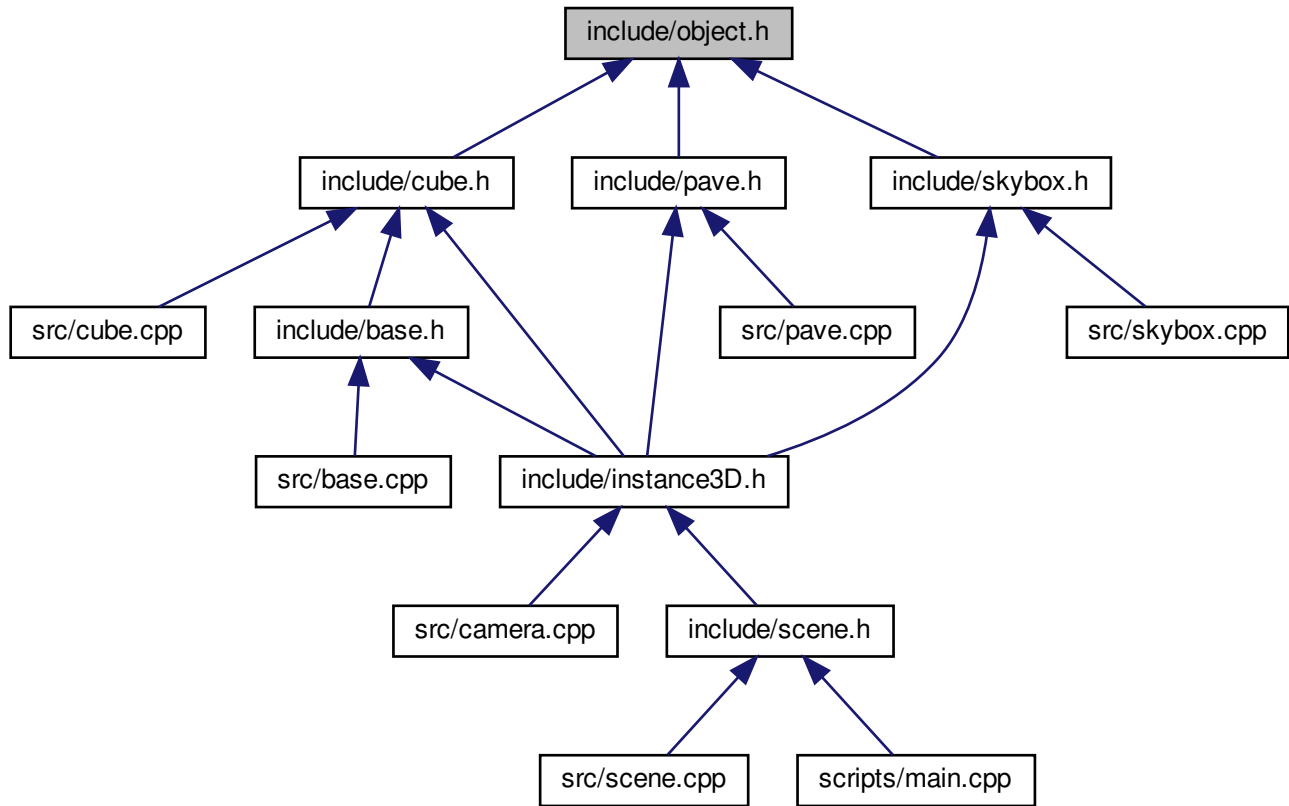 include/object.h
include/cube.h
include/pave.h
include/skybox.h
src/cube.cpp
include/base.h
src/pave.cpp
src/skybox.cpp
src/base.cpp
include/instance3D.h
src/camera.cpp
include/scene.h
src/scene.cpp
scripts/main.cpp